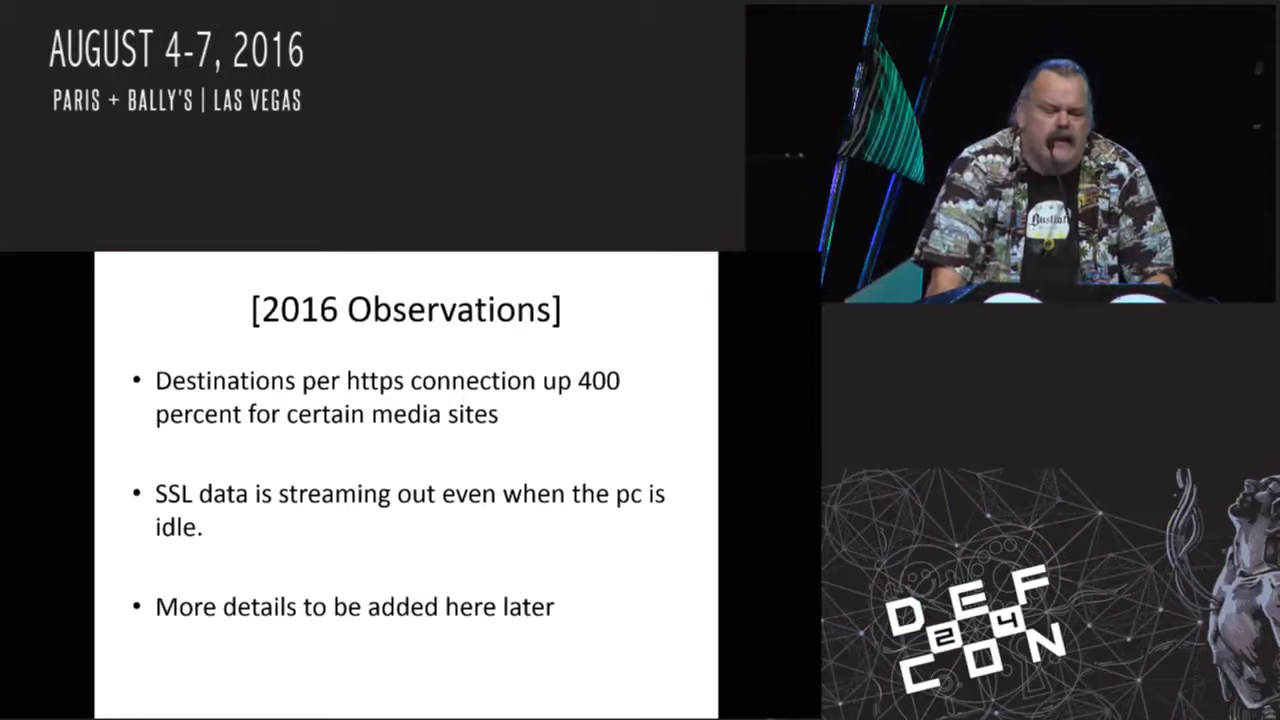 AUGUST 4-7, 2016
PARIS + BALLY'S | LAS VEGAS
[2016 Observations]
• Destinations per https connection up 400
percent for certain media sites
• SSL data is streaming out even when the pc is
idle.
• More details to be added here later
DEF
24
CON